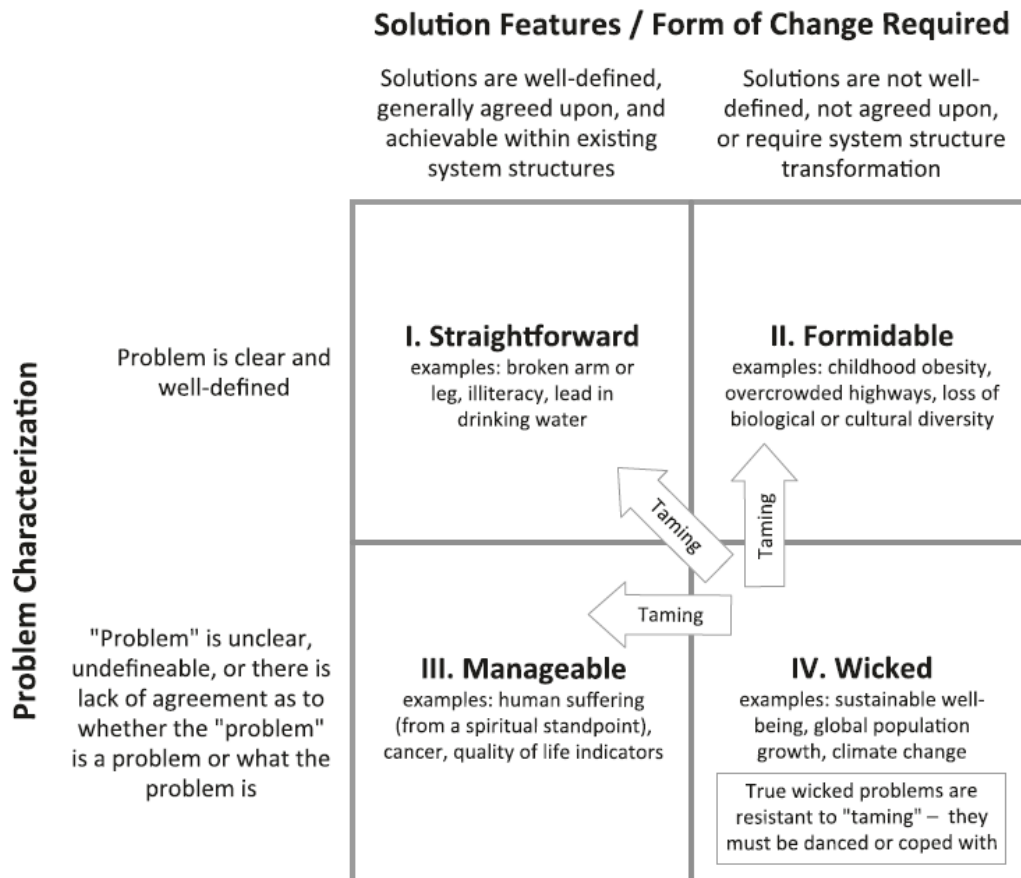 Solution Features / Form of Change Required
Solutions are well-defined,
generally agreed upon, and
achievable within existing
system structures
Solutions are not well-
defined, not agreed upon,
or require system structure
transformation
Problem Characterization
Problem is clear and
well-defined
I. Straightforward
examples: broken arm or
leg, illiteracy, lead in
drinking water
II. Formidable
examples: childhood obesity,
overcrowded highways, loss of
biological or cultural diversity
Taming
Taming
Taming
"Problem" is unclear,
undefineable, or there is
lack of agreement as to
whether the "problem"
is a problem or what the
problem is
III. Manageable
examples: human suffering
(from a spiritual standpoint),
cancer, quality of life indicators
IV. Wicked
examples: sustainable well-
being, global population
growth, climate change
True wicked problems are
resistant to "taming" – they
must be danced or coped with